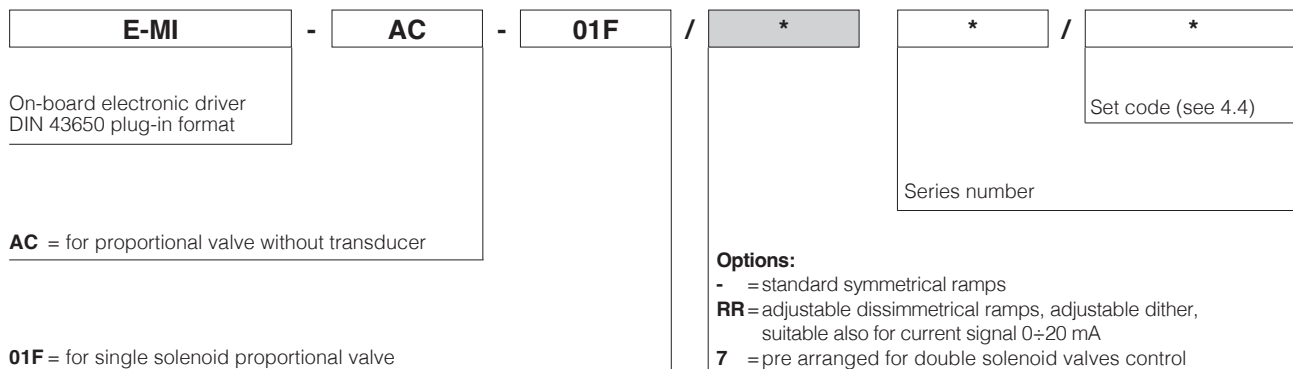 E-MI - AC - 01F / * * / *
On-board electronic driver
DIN 43650 plug-in format
Set code (see 4.4)
Series number
AC = for proportional valve without transducer
Options:
- = standard symmetrical ramps
RR = adjustable dissimmetrical ramps, adjustable dither,
suitable also for current signal 0÷20 mA
01F = for single solenoid proportional valve
7 = pre arranged for double solenoid valves control